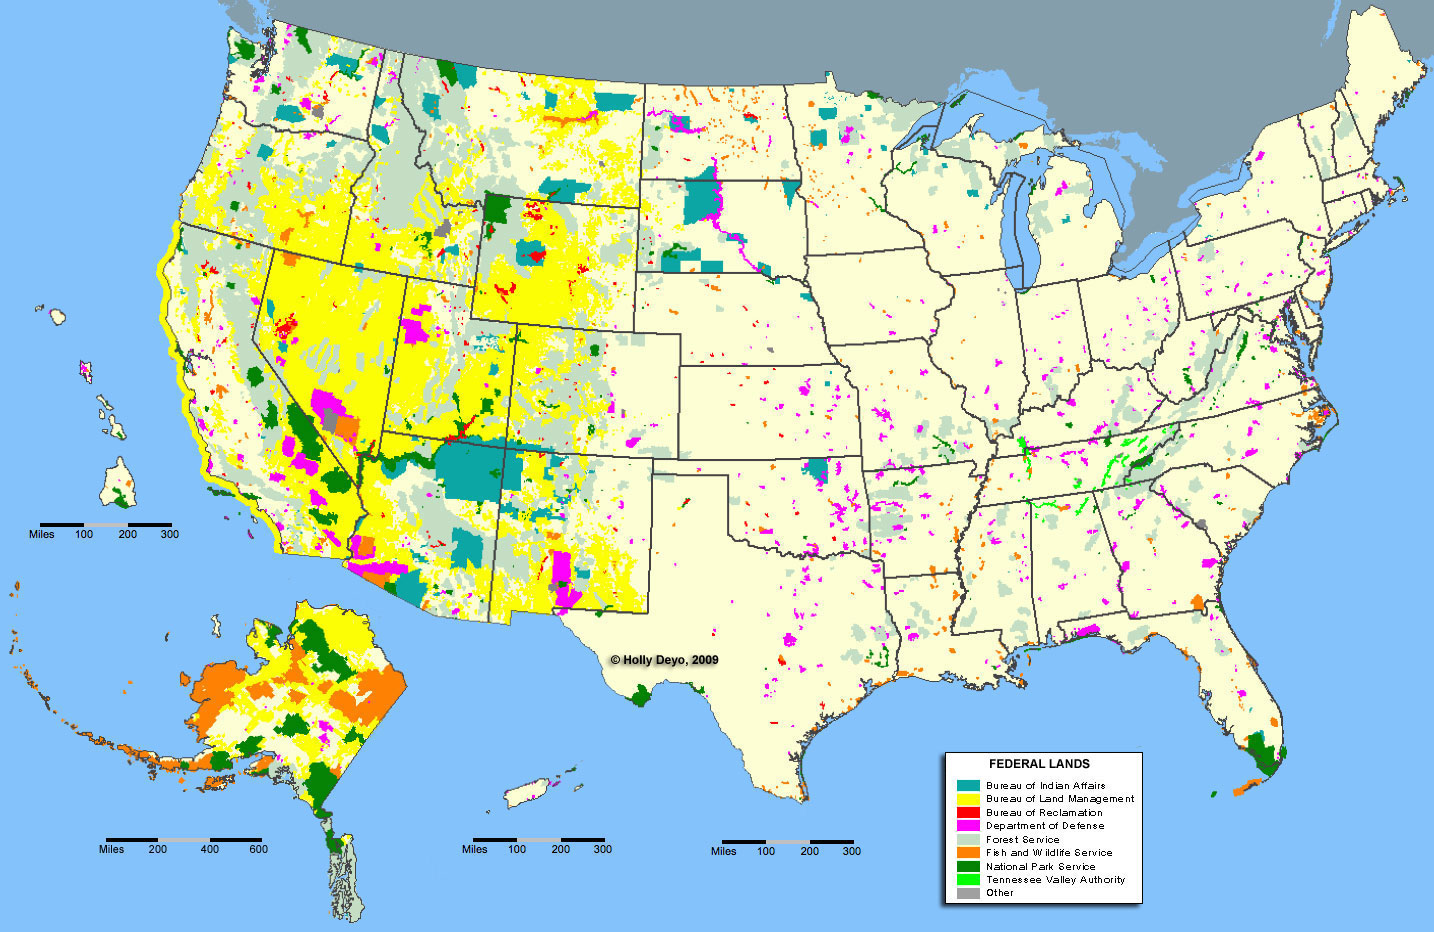 © Holly Deyo, 2009
Miles 100 200 300
Miles 200 400 600
Miles 100 200 300
Miles 100 200 300
FEDERAL LANDS
Bureau of Indian Affairs
Bureau of Land Management
Bureau of Reclamation
Department of Defense
Forest Service
Fish and Wildlife Service
National Park Service
Tennessee Valley Authority
Other